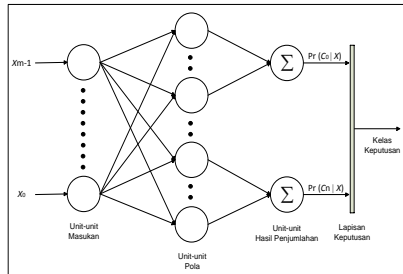 Xm-1
Σ
Pr (C₀ | X)
Kelas
Keputusan
X₀
Σ
Pr (Cn | X)
Unit-unit
Masukan
Unit-unit
Pola
Unit-unit
Hasil Penjumlahan
Lapisan
Keputusan